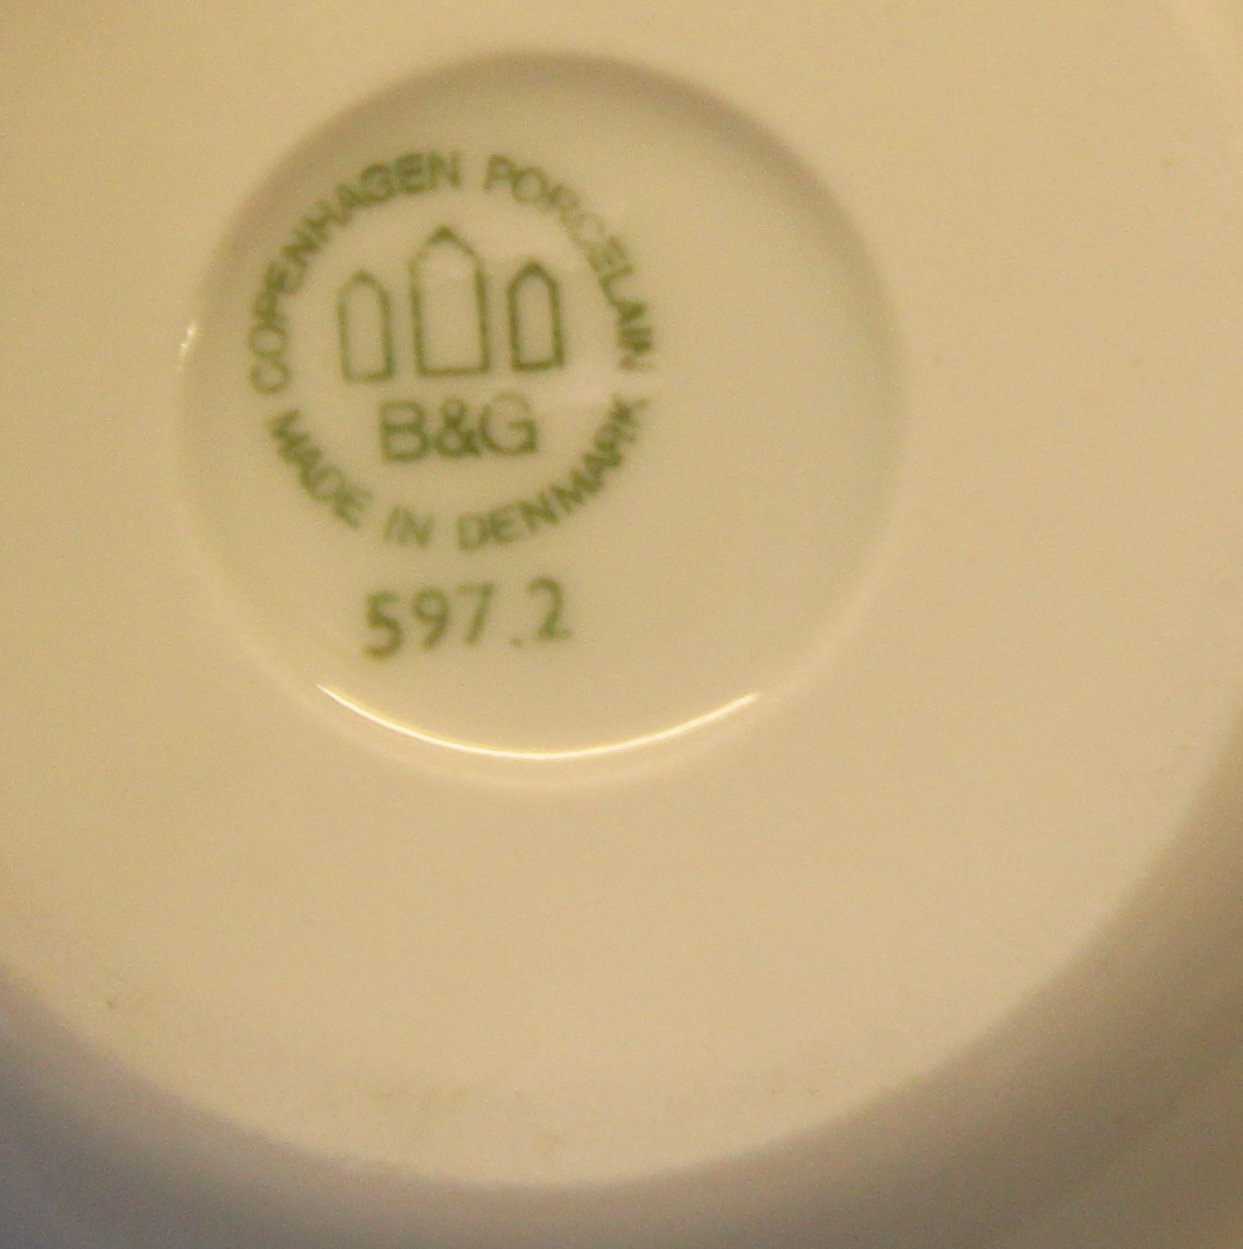 COPENHAGEN PORCELAIN
B&G
MADE IN DENMARK
597.2